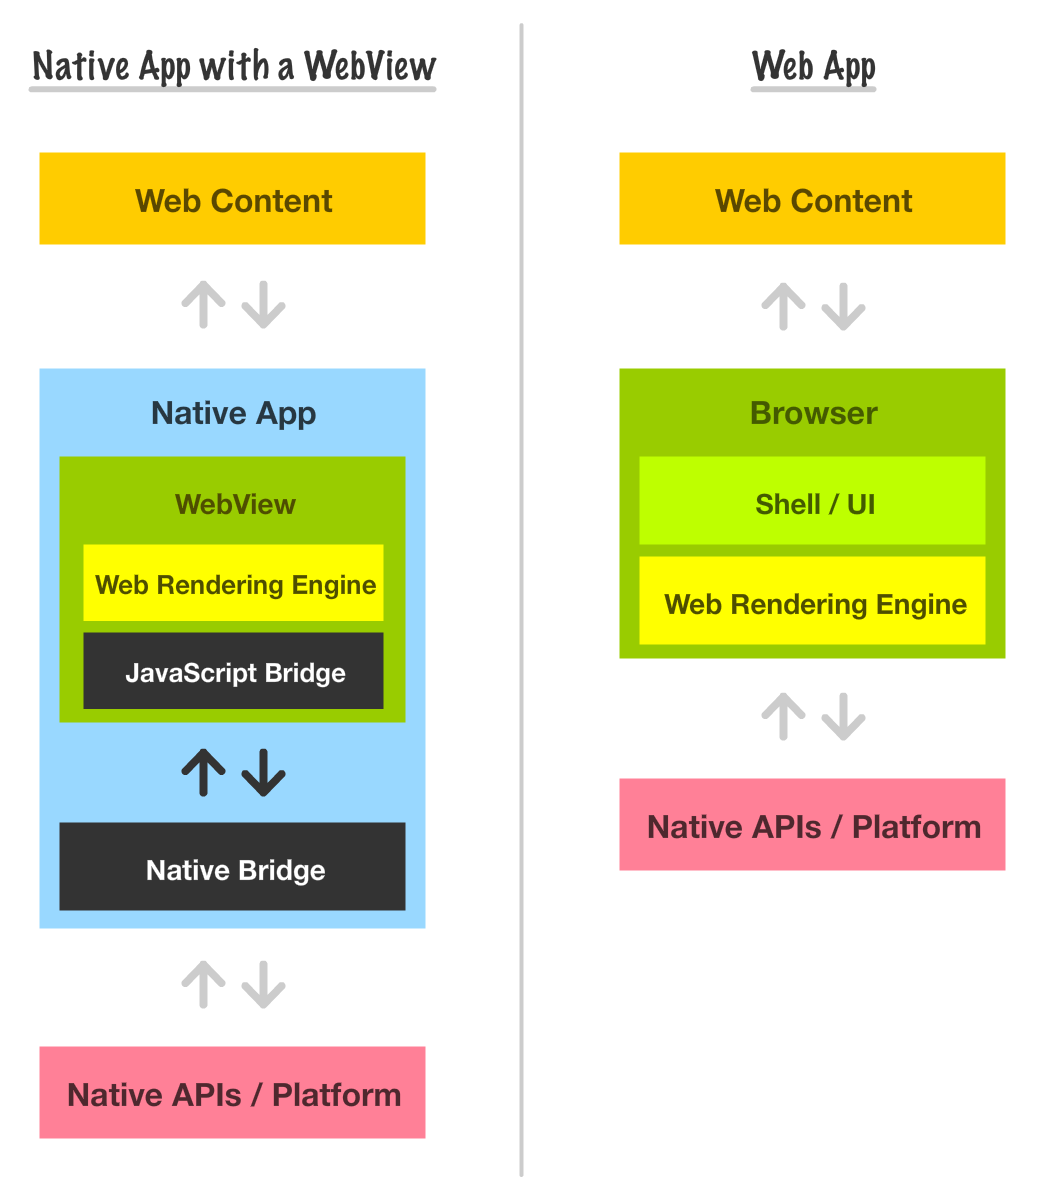 Native App with a WebView
Web Content
Native App
WebView
Web Rendering Engine
JavaScript Bridge
Native Bridge
Native APIs / Platform
Web App
Web Content
Browser
Shell / UI
Web Rendering Engine
Native APIs / Platform